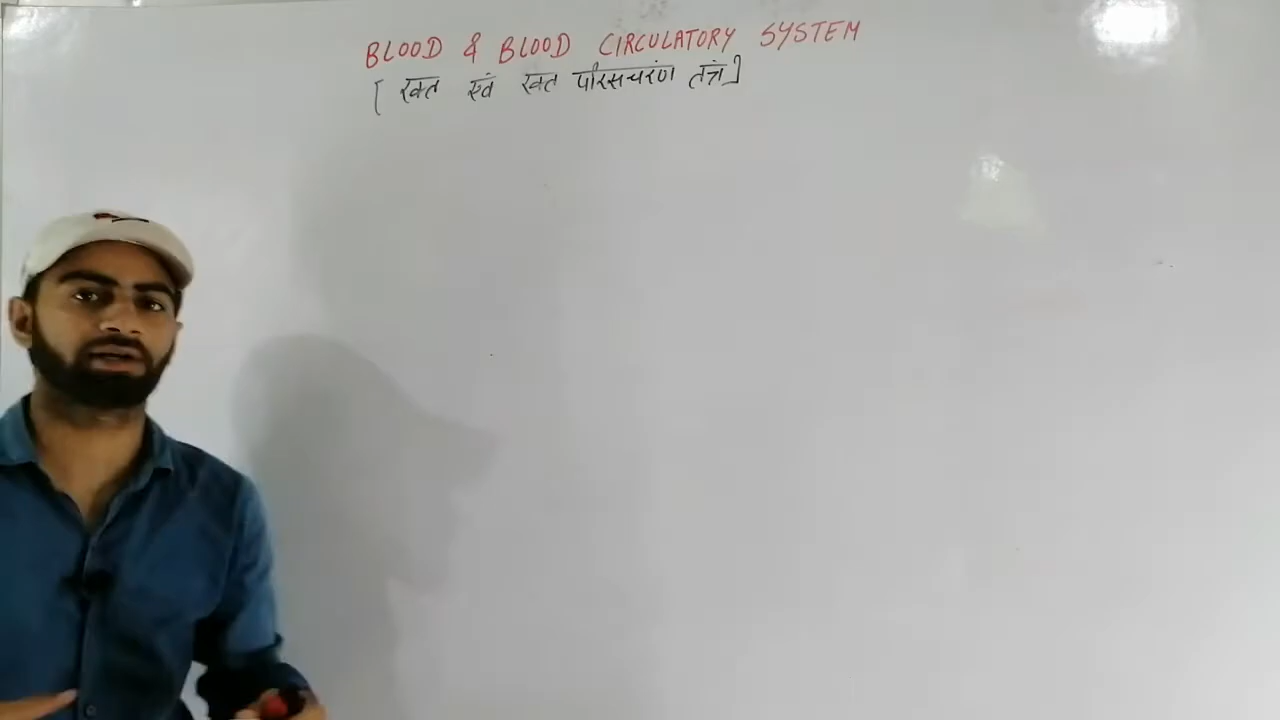 BLOOD & BLOOD CIRCULATORY SYSTEM
[ रक्त एवं रक्त परिसंचरण तंत्र ]